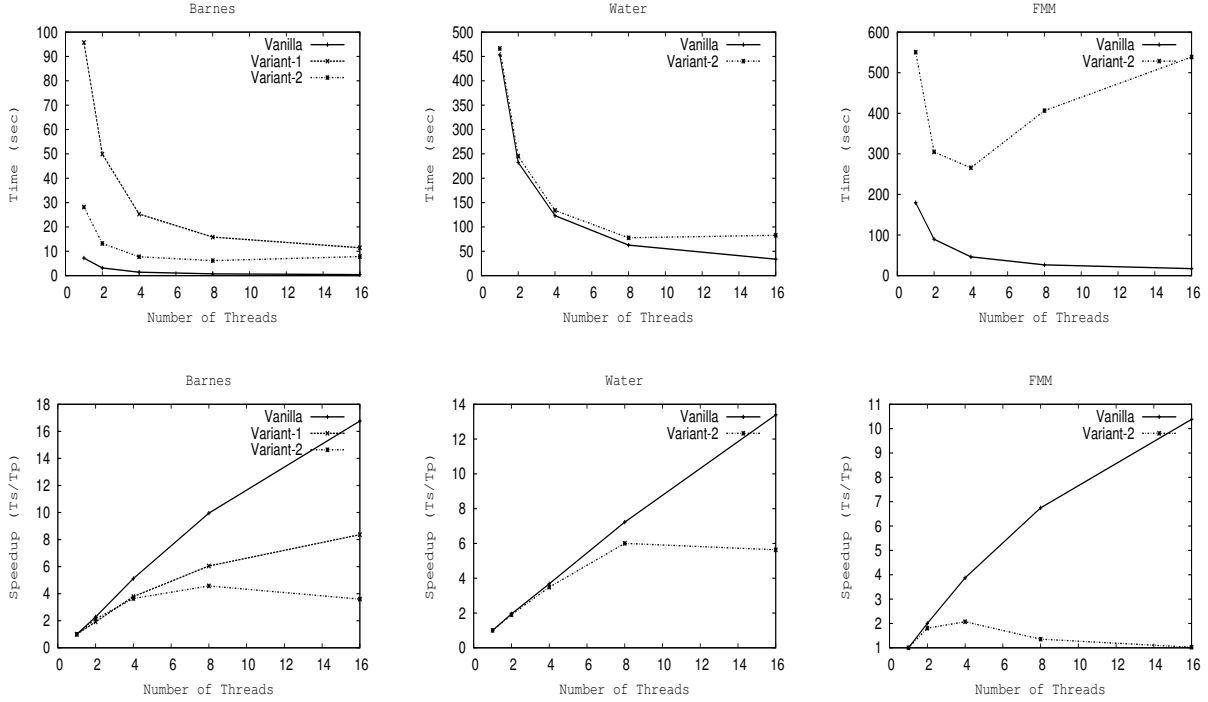 Barnes
Time (sec)
100
90
80
70
60
50
40
30
20
10
0
0 2 4 6 8 10 12 14 16
Number of Threads
Vanilla
Variant-1
Variant-2
Water
Time (sec)
500
450
400
350
300
250
200
150
100
50
0
0 2 4 6 8 10 12 14 16
Number of Threads
Vanilla
Variant-2
FMM
Time (sec)
600
500
400
300
200
100
0
0 2 4 6 8 10 12 14 16
Number of Threads
Vanilla
Variant-2
Barnes
Speedup (Ts/Tp)
18
16
14
12
10
8
6
4
2
0
0 2 4 6 8 10 12 14 16
Number of Threads
Vanilla
Variant-1
Variant-2
Water
Speedup (Ts/Tp)
14
12
10
8
6
4
2
0
0 2 4 6 8 10 12 14 16
Number of Threads
Vanilla
Variant-2
FMM
Speedup (Ts/Tp)
11
10
9
8
7
6
5
4
3
2
1
0 2 4 6 8 10 12 14 16
Number of Threads
Vanilla
Variant-2